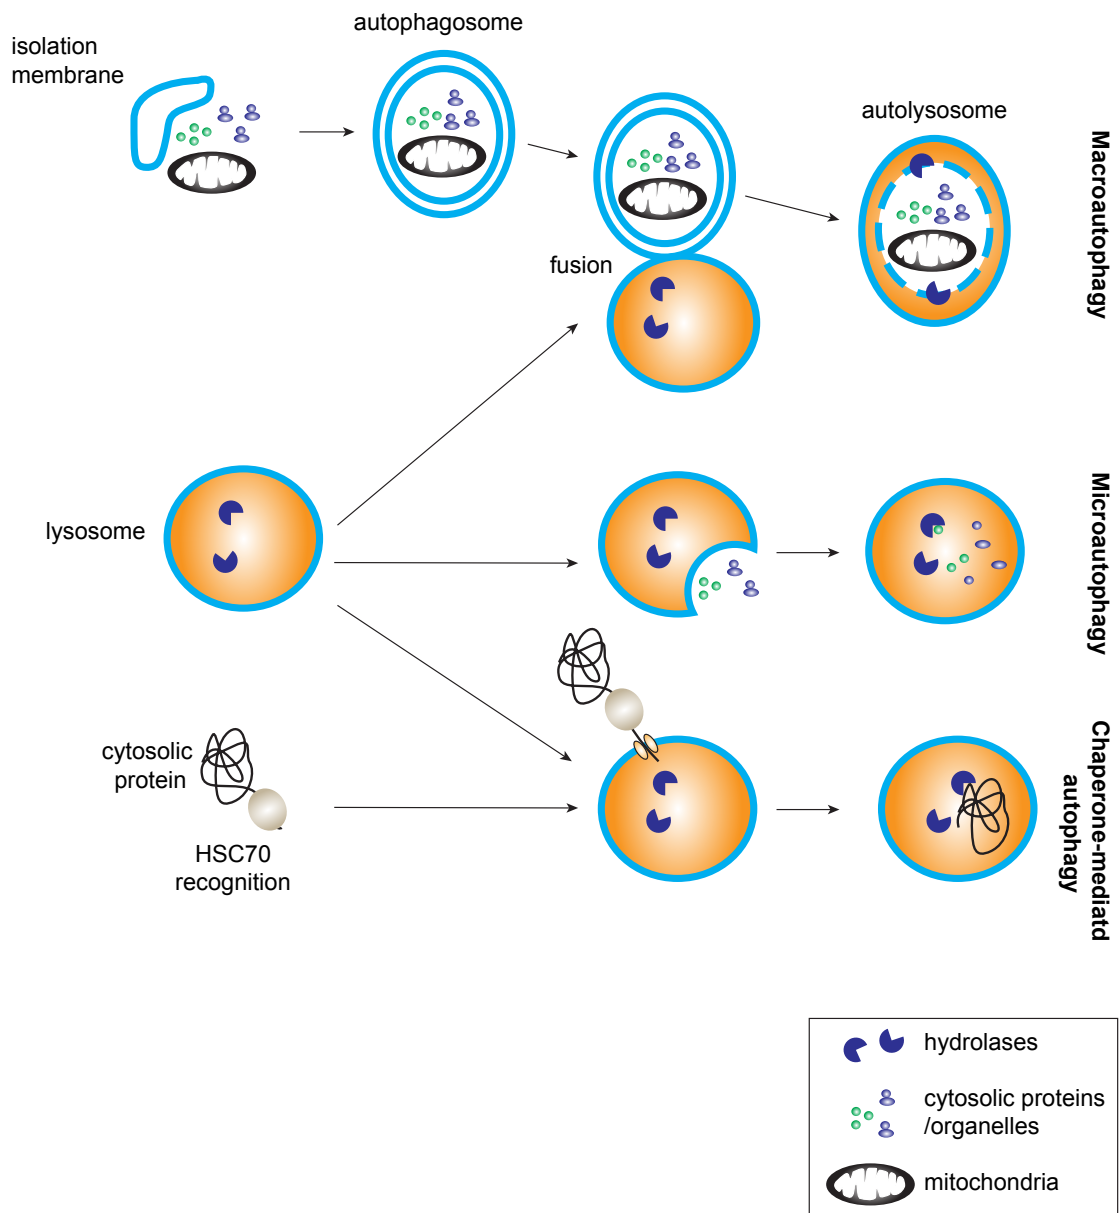 isolation
membrane
autophagosome
autolysosome
fusion
Macroautophagy
lysosome
Microautophagy
cytosolic
protein
HSC70
recognition
Chaperone-mediatd
autophagy
hydrolases
cytosolic proteins
/organelles
mitochondria